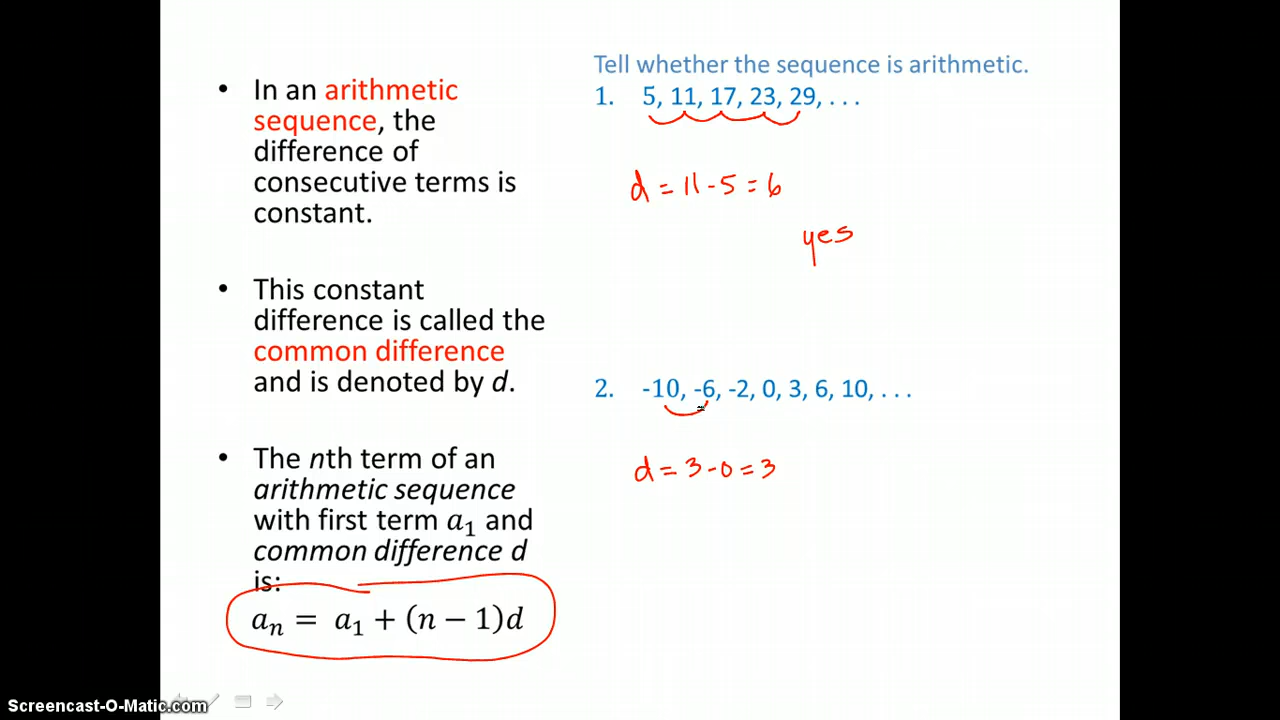 • In an arithmetic
sequence, the
difference of
consecutive terms is
constant.
• This constant
difference is called the
common difference
and is denoted by d.
• The nth term of an
arithmetic sequence
with first term a₁ and
common difference d
is:
aₙ = a₁ + (n − 1)d
Tell whether the sequence is arithmetic.
1. 5, 11, 17, 23, 29, . . .
d = 11 - 5 = 6
yes
2. -10, -6, -2, 0, 3, 6, 10, . . .
d = 3 - 0 = 3
Screencast-O-Matic.com